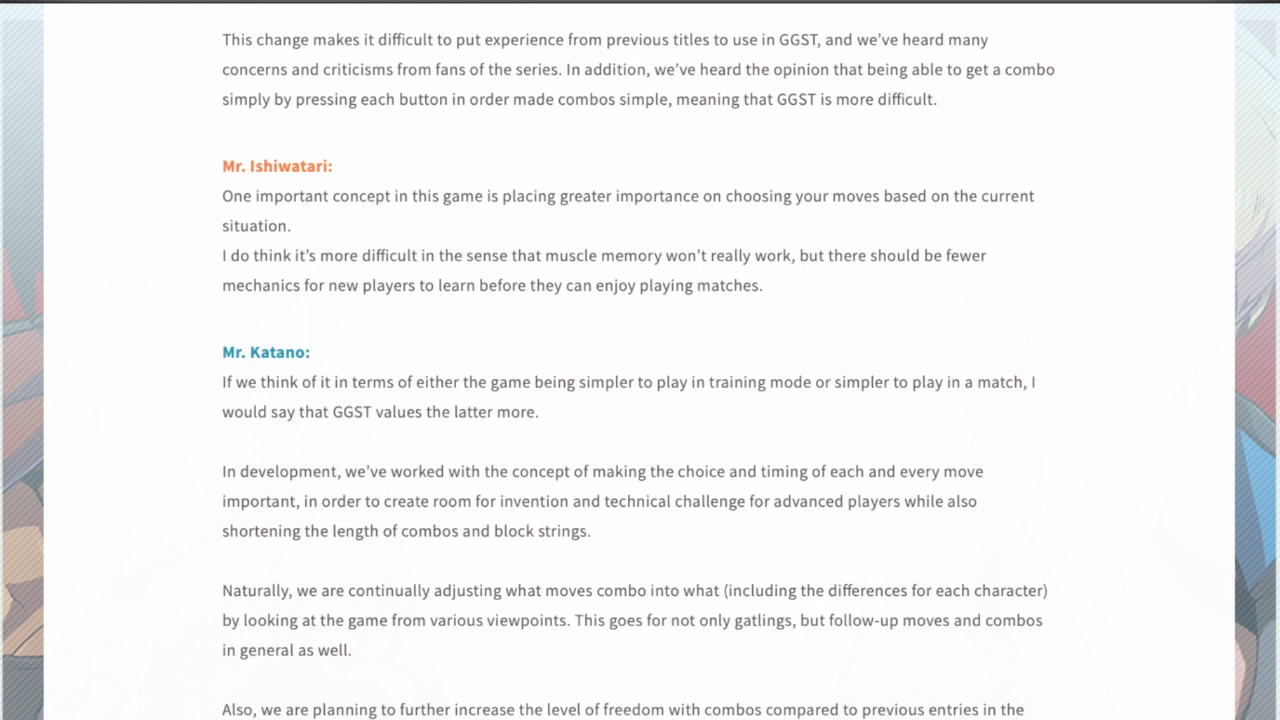 This change makes it difficult to put experience from previous titles to use in GGST, and we’ve heard many
concerns and criticisms from fans of the series. In addition, we’ve heard the opinion that being able to get a combo
simply by pressing each button in order made combos simple, meaning that GGST is more difficult.
Mr. Ishiwatari:
One important concept in this game is placing greater importance on choosing your moves based on the current
situation.
I do think it’s more difficult in the sense that muscle memory won’t really work, but there should be fewer
mechanics for new players to learn before they can enjoy playing matches.
Mr. Katano:
If we think of it in terms of either the game being simpler to play in training mode or simpler to play in a match, I
would say that GGST values the latter more.
In development, we’ve worked with the concept of making the choice and timing of each and every move
important, in order to create room for invention and technical challenge for advanced players while also
shortening the length of combos and block strings.
Naturally, we are continually adjusting what moves combo into what (including the differences for each character)
by looking at the game from various viewpoints. This goes for not only gatlings, but follow-up moves and combos
in general as well.
Also, we are planning to further increase the level of freedom with combos compared to previous entries in the